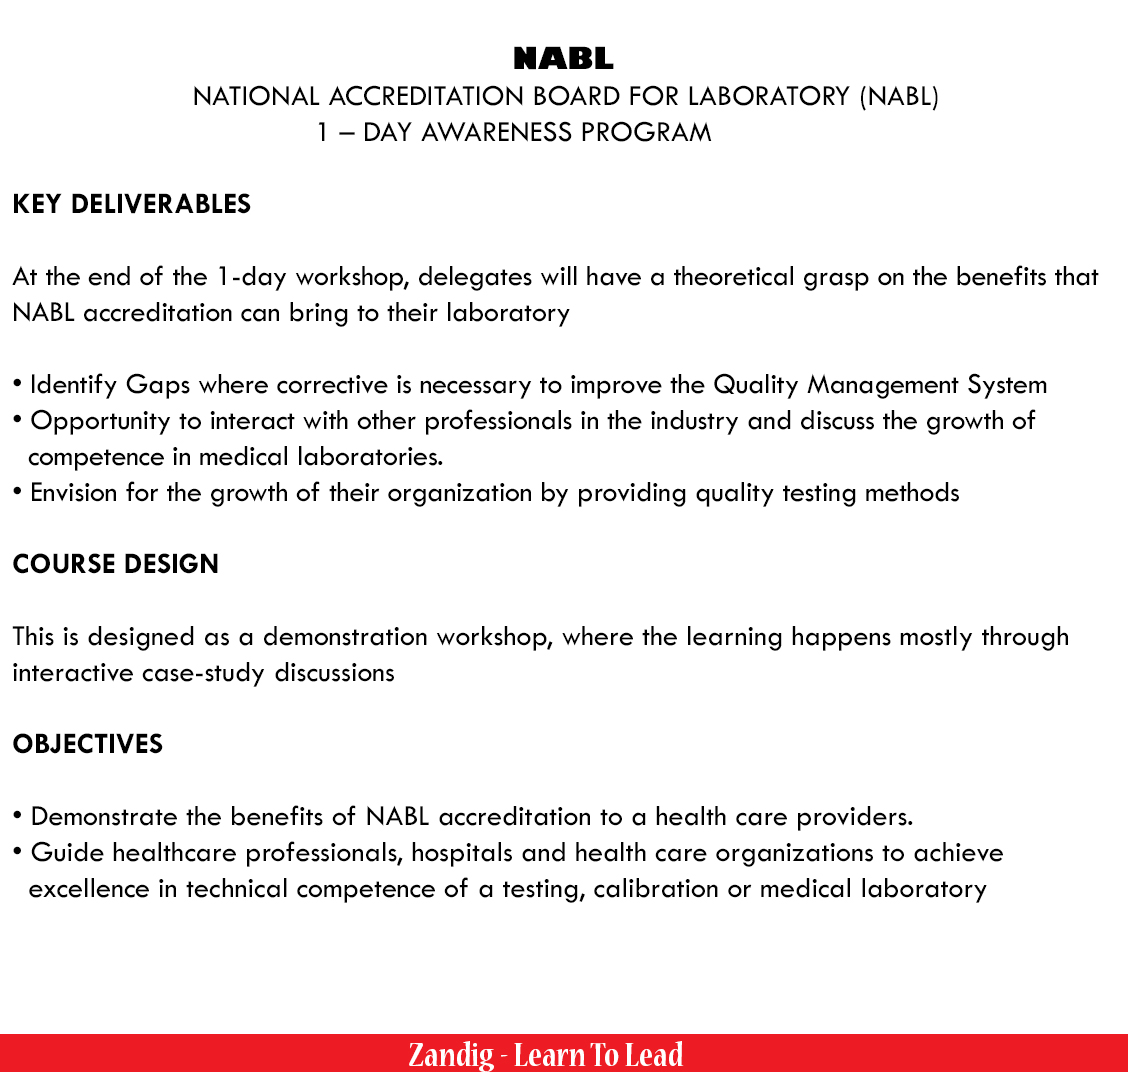 NABL
NATIONAL ACCREDITATION BOARD FOR LABORATORY (NABL)
1 – DAY AWARENESS PROGRAM
KEY DELIVERABLES
At the end of the 1-day workshop, delegates will have a theoretical grasp on the benefits that
NABL accreditation can bring to their laboratory
• Identify Gaps where corrective is necessary to improve the Quality Management System
• Opportunity to interact with other professionals in the industry and discuss the growth of
competence in medical laboratories.
• Envision for the growth of their organization by providing quality testing methods
COURSE DESIGN
This is designed as a demonstration workshop, where the learning happens mostly through
interactive case-study discussions
OBJECTIVES
• Demonstrate the benefits of NABL accreditation to a health care providers.
• Guide healthcare professionals, hospitals and health care organizations to achieve
excellence in technical competence of a testing, calibration or medical laboratory
Zandig - Learn To Lead